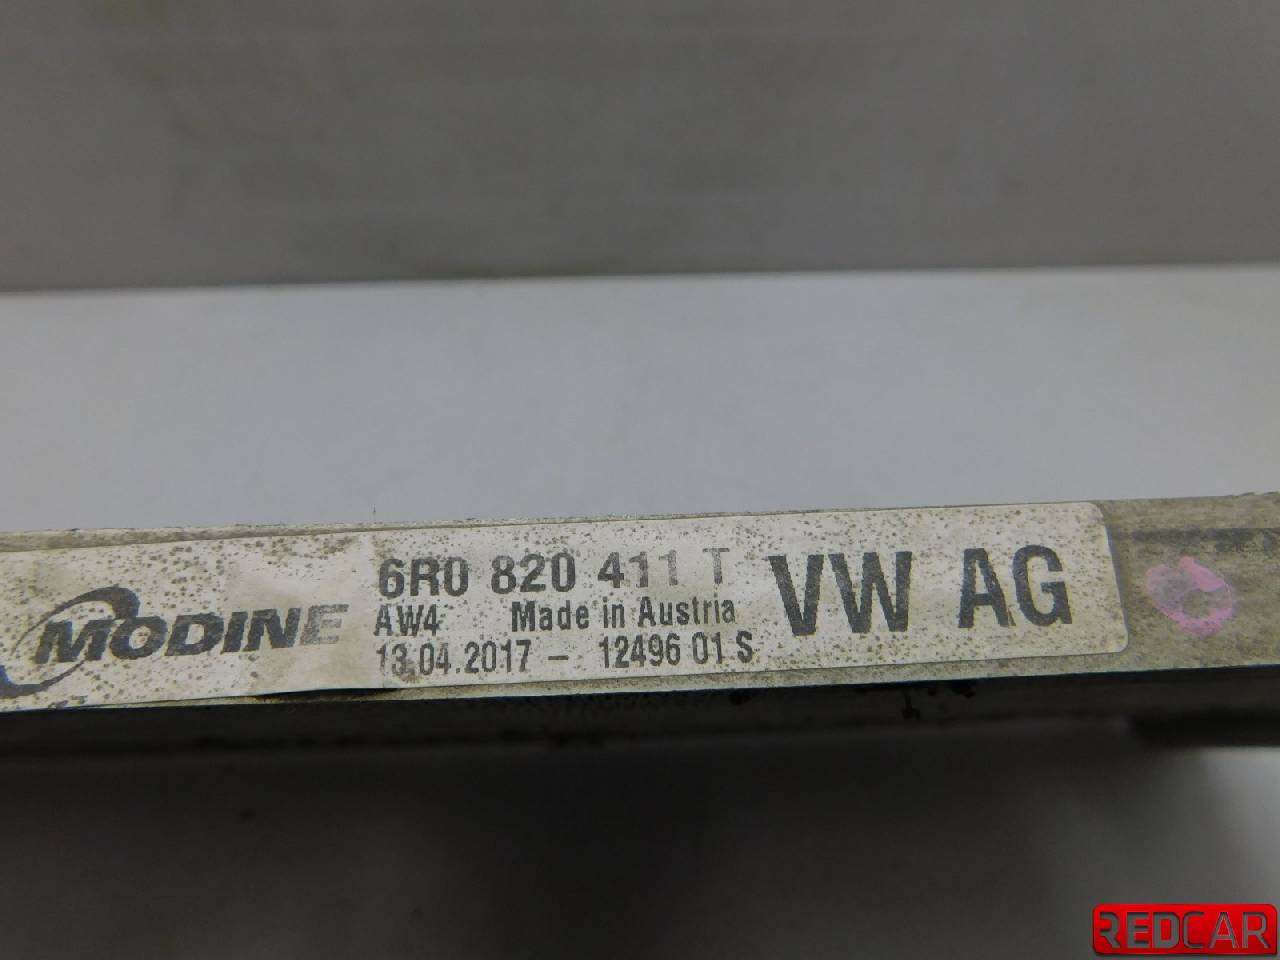 MODINE
6R0 820 411 T
AW4 Made in Austria
13.04.2017 - 12496 01 S
VW AG
REDCAR